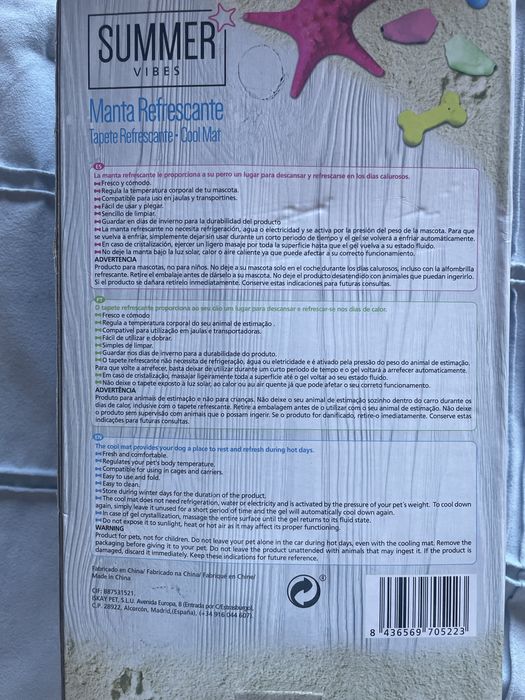 SUMMER
VIBES
Manta Refrescante
Tapete Refrescante • Cool Mat
ES
La manta refrescante le proporciona a su perro un lugar para descansar y refrescarse en los dias calurosos.
Fresco y cómodo.
Regula la temperatura corporal de tu mascota.
Compatible para uso en jaulas y transportines.
Fácil de usar y plegar.
Sencillo de limpiar.
Guardar en días de invierno para la durabilidad del producto
La manta refrescante no necesita refrigeración, agua o electricidad y se activa por la presión del peso de la mascota. Para que
se vuelva a enfriar, simplemente dejar sin usar durante un corto periodo de tiempo y el gel se volverá a enfriar automáticamente.
En caso de cristalización, ejercer un ligero masaje por toda la superficie hasta que el gel vuelva a su estado fluido.
No deje la manta bajo la luz solar, calor o aire caliente ya que puede afectar a su correcto funcionamiento.
ADVERTENCIA
Producto para mascotas, no para niños. No deje a su mascota solo en el coche durante los días calurosos, incluso con la alfombrilla
refrescante. Retire el embalaje antes de dárselo a su mascota. No deje el producto desatendido con animales que puedan ingerirlo.
Si el producto se dañara retírelo inmediatamente. Conserve estas indicaciones para futuras consultas.
PT
O tapete refrescante proporciona ao seu cão um lugar para descansar e refrescar-se nos dias de calor.
Fresco e cómodo
Regula a temperatura corporal do seu animal de estimação.
Compatível para utilização em jaulas e transportadoras.
Fácil de utilizar e dobrar.
Simples de limpar.
Guardar nos dias de inverno para a durabilidade do produto.
O tapete refrescante não necessita de refrigeração, água ou eletricidade e é ativado pela pressão do peso do animal de estimação.
Para que volte a arrefecer, basta deixar de utilizar durante um curto período de tempo e o gel voltará a arrefecer automaticamente.
Em caso de cristalização, massajar ligeiramente toda a superfície até o gel voltar ao seu estado fluido.
Não deixe o tapete exposto à luz solar, ao calor ou au air quente já que pode afetar o seu correto funcionamento.
ADVERTÊNCIA
Produto para animais de estimação e não para crianças. Não deixe o seu animal de estimação sozinho dentro do carro durante os
dias de calor, inclusive com o tapete refrescante. Retire a embalagem antes de o utilizar com o seu animal de estimação. Não deixe
o produto sem supervisão com animais que o possam ingerir. Se o produto for danificado, retire-o imediatamente. Conserve estas
indicações para futuras consultas.
EN
The cool mat provides your dog a place to rest and refresh during hot days.
Fresh and comfortable.
Regulates your pet's body temperature.
Compatible for using in cages and carriers.
Easy to use and fold.
Easy to clean.
Store during winter days for the duration of the product.
The cool mat does not need refrigeration, water or electricity and is activated by the pressure of your pet's weight. To cool down
again, simply leave it unused for a short period of time and the gel will automatically cool down again.
In case of gel crystallization, massage the entire surface until the gel returns to its fluid state.
Do not expose it to sunlight, heat or hot air as it may affect its proper functioning.
WARNING
Product for pets, not for children. Do not leave your pet alone in the car during hot days, even with the cooling mat. Remove the
packaging before giving it to your pet. Do not leave the product unattended with animals that may ingest it. If the product is
damaged, discard it immediately. Keep these indications for future reference.
Fabricado en China/ Fabricado na China/ Fabriqué en Chine/
Made in China
CIF: B87531521.
ISKAY PET, S.L.U. Avenida Europa, 8 (Entrada por C/Estrasburgo),
C.P. 28922, Alcorcón, Madrid,(España). (+34 916 044 607)
8 436569 705223